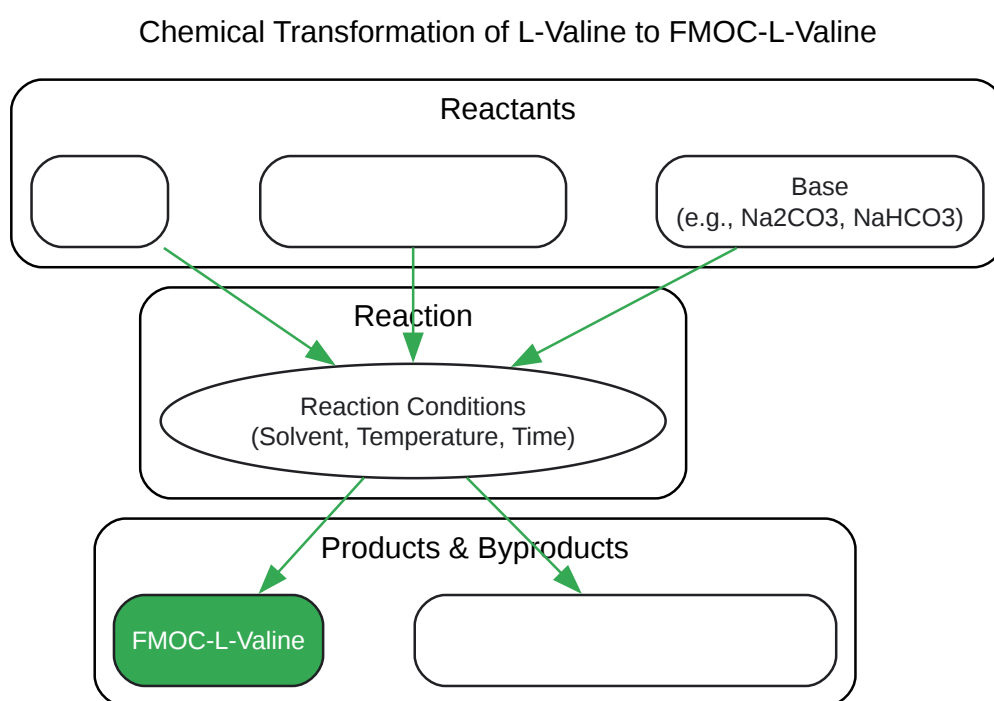 Chemical Transformation of L-Valine to FMOC-L-Valine
Reactants
Base
(e.g., Na2CO3, NaHCO3)
Reaction
Reaction Conditions
(Solvent, Temperature, Time)
Products & Byproducts
FMOC-L-Valine